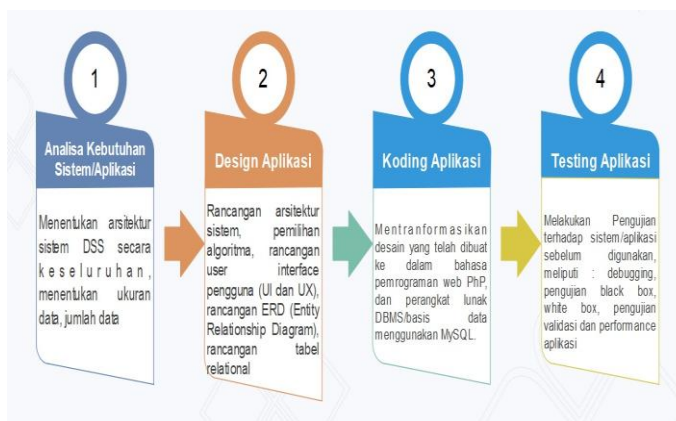 1
Analisa Kebutuhan
Sistem/Aplikasi
Menentukan arsitektur
sistem DSS secara
keseluruhan,
menentukan ukuran
data, jumlah data
2
Design Aplikasi
Rancangan arsitektur
sistem, pemilihan
algoritma, rancangan
user interface
pengguna (UI dan UX),
rancangan ERD (Entity
Relationship Diagram),
rancangan tabel
relational
3
Koding Aplikasi
Mentranformasikan
desain yang telah dibuat
ke dalam bahasa
pemrograman web PhP,
dan perangkat lunak
DBMS/basis data
menggunakan MySQL.
4
Testing Aplikasi
Melakukan Pengujian
terhadap sistem/aplikasi
sebelum digunakan,
meliputi : debugging,
pengujian black box,
white box, pengujian
validasi dan performance
aplikasi